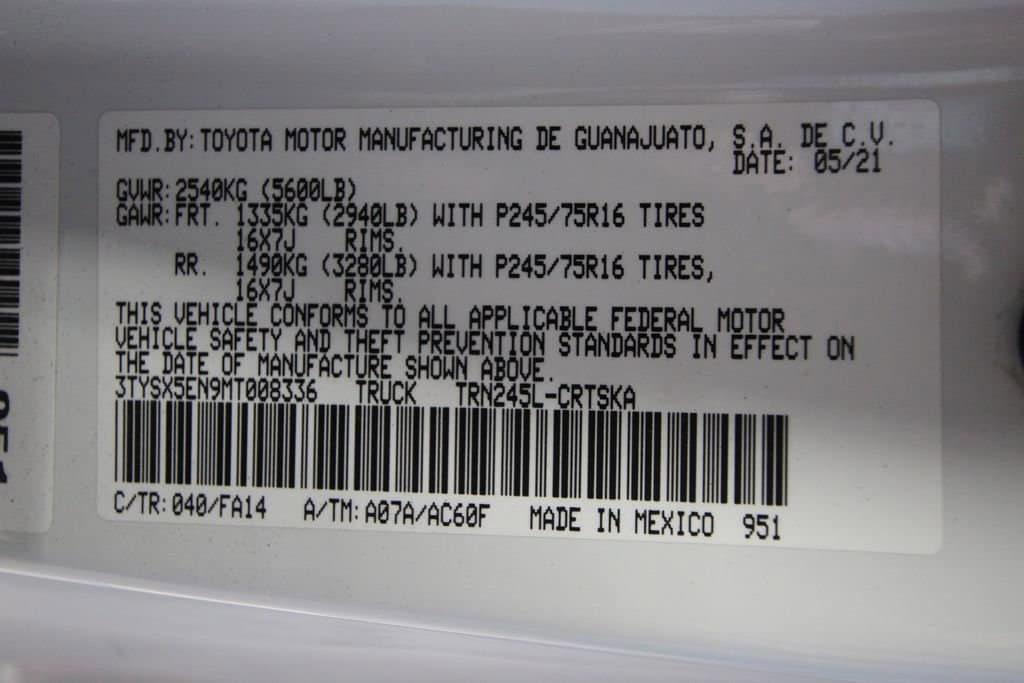 MFD.BY: TOYOTA MOTOR MANUFACTURING DE GUANAJUATO, S.A. DE C.V.
DATE: 05/21
GVWR: 2540KG (5600LB)
GAWR: FRT. 1335KG (2940LB) WITH P245/75R16 TIRES
16X7J RIMS.
RR. 1490KG (3280LB) WITH P245/75R16 TIRES,
16X7J RIMS.
THIS VEHICLE CONFORMS TO ALL APPLICABLE FEDERAL MOTOR
VEHICLE SAFETY AND THEFT PREVENTION STANDARDS IN EFFECT ON
THE DATE OF MANUFACTURE SHOWN ABOVE.
3TYSX5EN9MT008336 TRUCK TRN245L-CRTSKA
C/TR: 040/FA14 A/TM: A07A/AC60F MADE IN MEXICO 951
951